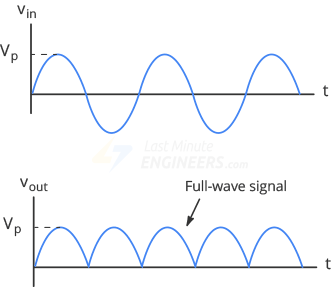 vin
Vp
t
Last Minute
ENGINEERS.com
vout
Full-wave signal
Vp
t